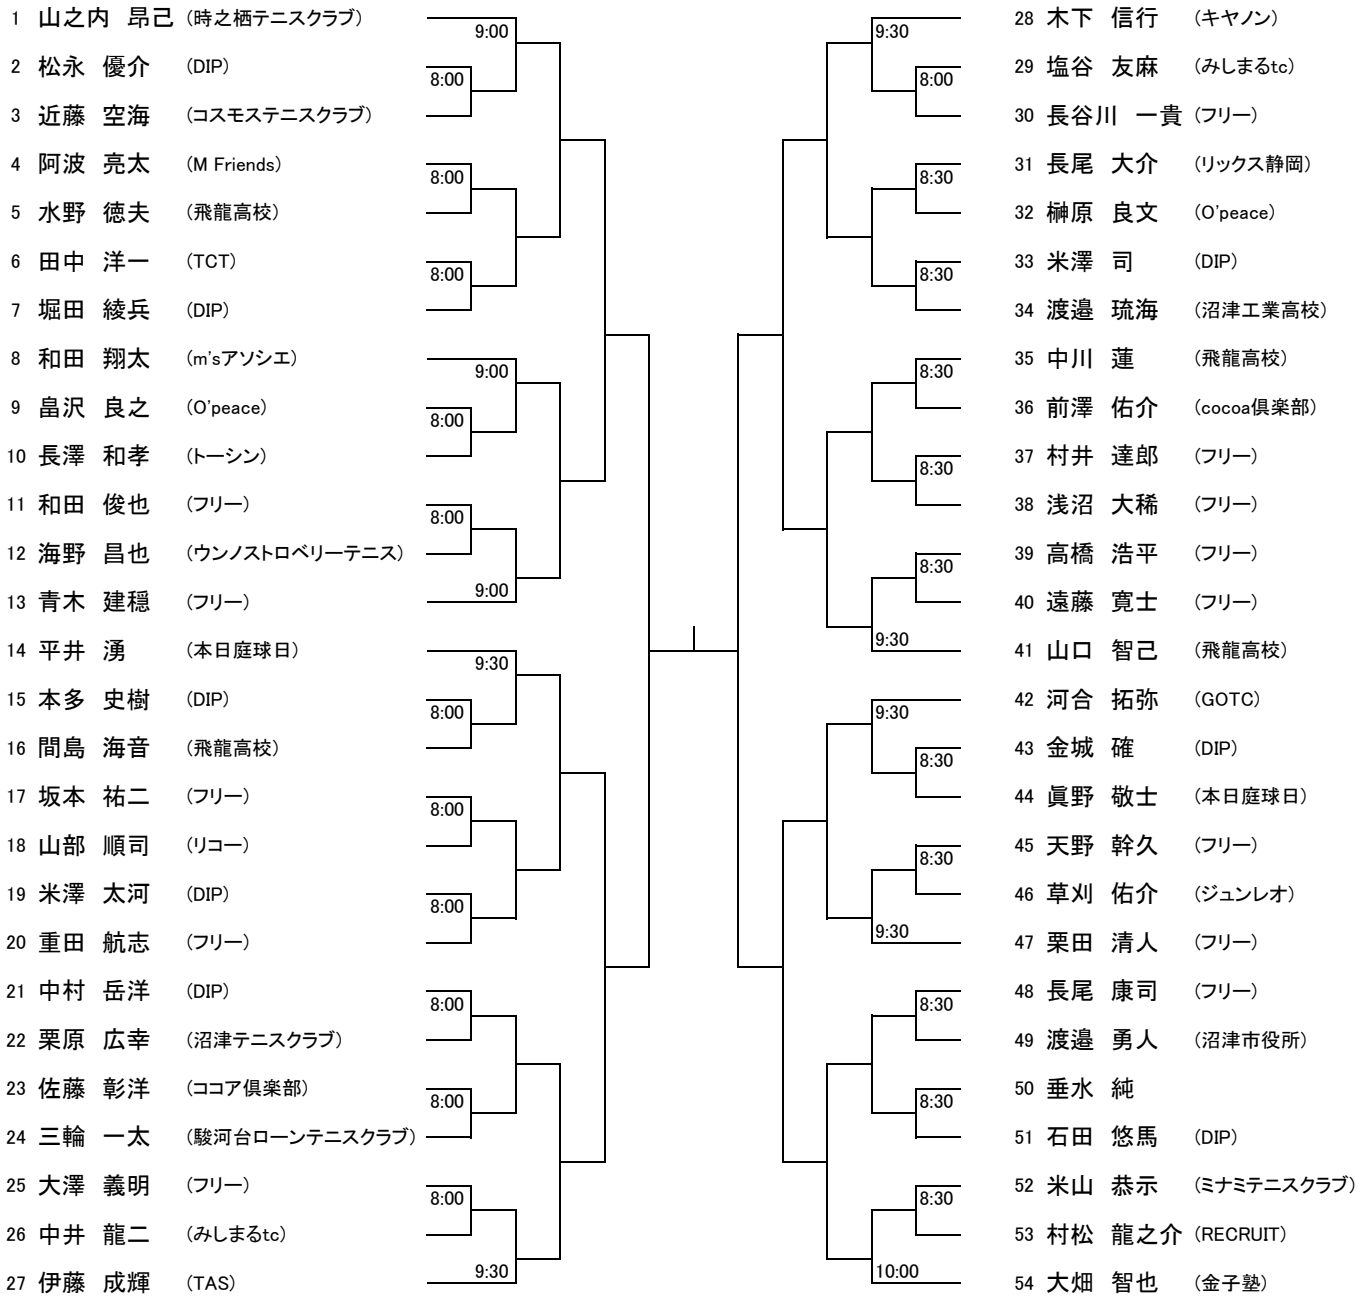 1 山之内 昂己 (時之栖テニスクラブ)
9:00
2 松永 優介 (DIP)
8:00
3 近藤 空海 (コスモステニスクラブ)
4 阿波 亮太 (M Friends)
8:00
5 水野 徳夫 (飛龍高校)
6 田中 洋一 (TCT)
8:00
7 堀田 綾兵 (DIP)
8 和田 翔太 (m'sアソシエ)
9:00
9 畠沢 良之 (O'peace)
8:00
10 長澤 和孝 (トーシン)
11 和田 俊也 (フリー)
8:00
12 海野 昌也 (ウンノストロベリーテニス)
9:00
13 青木 建穏 (フリー)
14 平井 湧 (本日庭球日)
9:30
15 本多 史樹 (DIP)
8:00
16 間島 海音 (飛龍高校)
17 坂本 祐二 (フリー)
8:00
18 山部 順司 (リコー)
19 米澤 太河 (DIP)
8:00
20 重田 航志 (フリー)
21 中村 岳洋 (DIP)
8:00
22 栗原 広幸 (沼津テニスクラブ)
23 佐藤 彰洋 (ココア倶楽部)
8:00
24 三輪 一太 (駿河台ローンテニスクラブ)
25 大澤 義明 (フリー)
8:00
26 中井 龍二 (みしまるtc)
9:30
27 伊藤 成輝 (TAS)
28 木下 信行 (キヤノン)
9:30
29 塩谷 友麻 (みしまるtc)
8:00
30 長谷川 一貴 (フリー)
31 長尾 大介 (リックス静岡)
8:30
32 榊原 良文 (O'peace)
33 米澤 司 (DIP)
8:30
34 渡邉 琉海 (沼津工業高校)
35 中川 蓮 (飛龍高校)
8:30
36 前澤 佑介 (cocoa倶楽部)
37 村井 達郎 (フリー)
8:30
38 浅沼 大稀 (フリー)
39 高橋 浩平 (フリー)
8:30
40 遠藤 寛士 (フリー)
9:30
41 山口 智己 (飛龍高校)
42 河合 拓弥 (GOTC)
9:30
43 金城 確 (DIP)
8:30
44 眞野 敬士 (本日庭球日)
45 天野 幹久 (フリー)
8:30
46 草刈 佑介 (ジュンレオ)
9:30
47 栗田 清人 (フリー)
48 長尾 康司 (フリー)
8:30
49 渡邉 勇人 (沼津市役所)
50 垂水 純
8:30
51 石田 悠馬 (DIP)
52 米山 恭示 (ミナミテニスクラブ)
8:30
53 村松 龍之介 (RECRUIT)
10:00
54 大畑 智也 (金子塾)